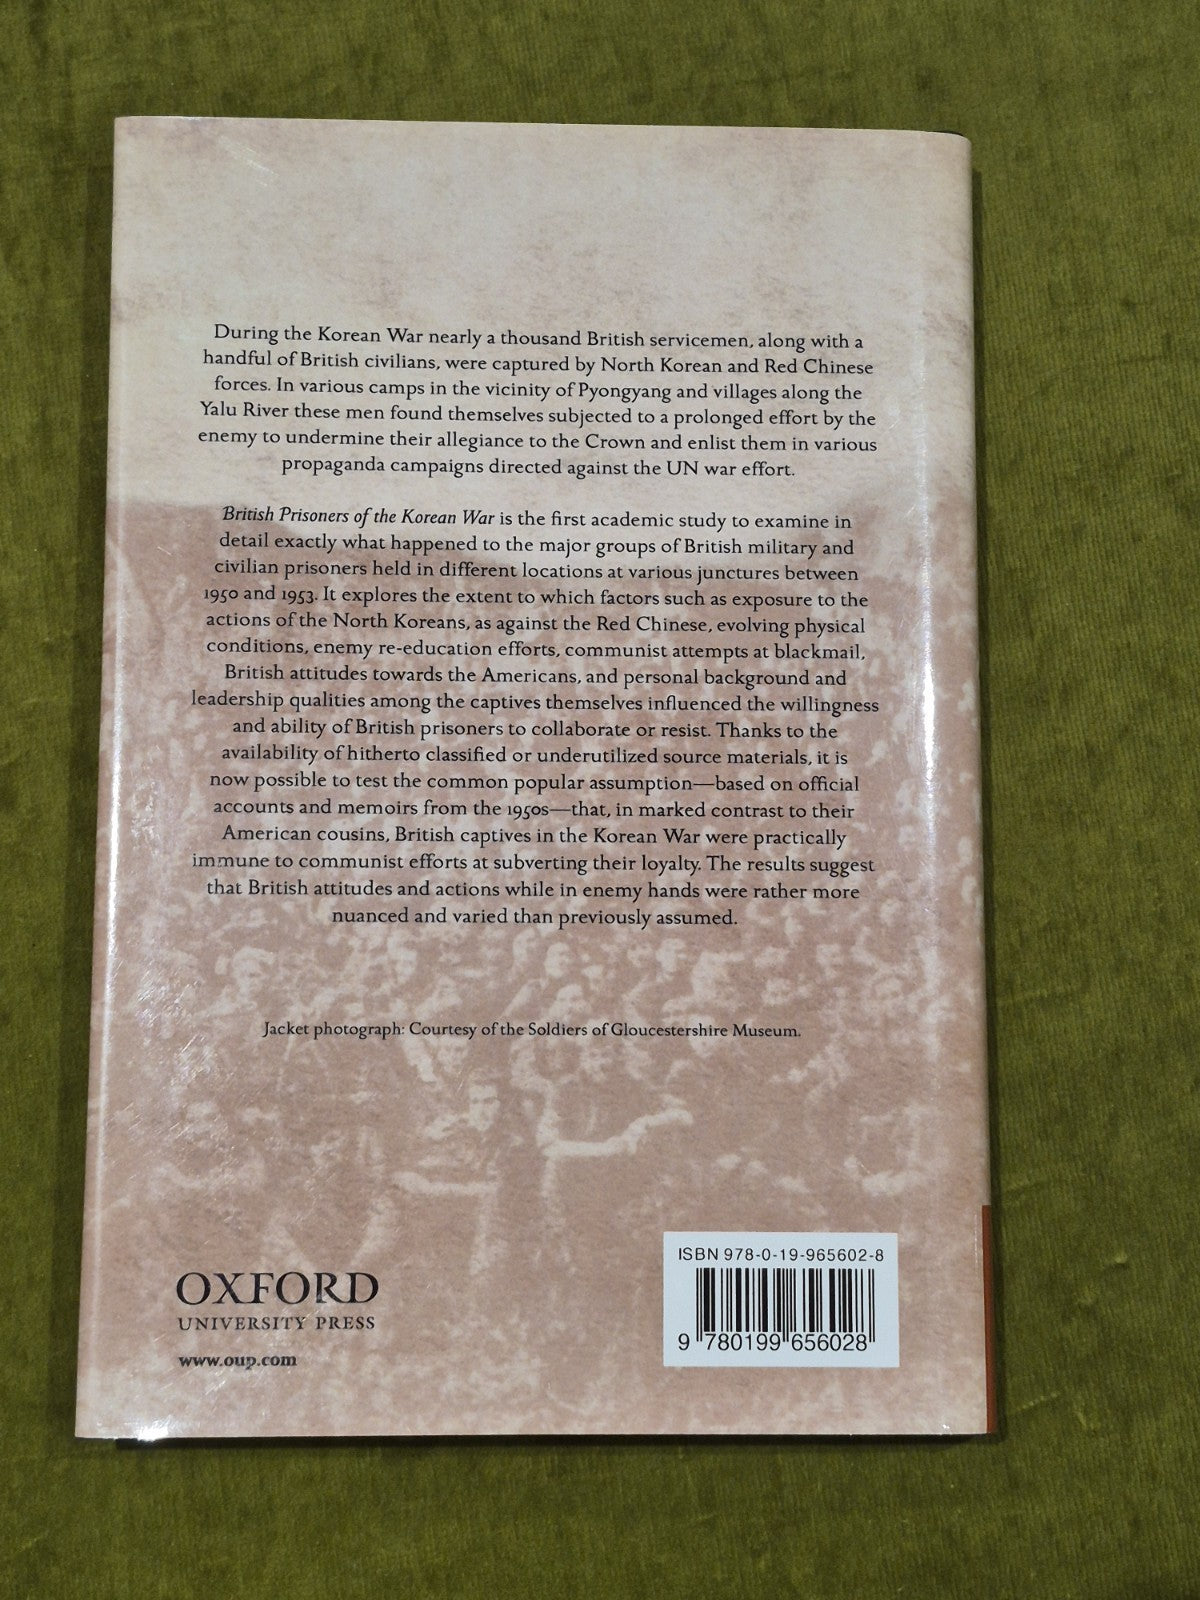 During the Korean War nearly a thousand British servicemen, along with a
handful of British civilians, were captured by North Korean and Red Chinese
forces. In various camps in the vicinity of Pyongyang and villages along the
Yalu River these men found themselves subjected to a prolonged effort by the
enemy to undermine their allegiance to the Crown and enlist them in various
propaganda campaigns directed against the UN war effort.
British Prisoners of the Korean War is the first academic study to examine in
detail exactly what happened to the major groups of British military and
civilian prisoners held in different locations at various junctures between
1950 and 1953. It explores the extent to which factors such as exposure to the
actions of the North Koreans, as against the Red Chinese, evolving physical
conditions, enemy re-education efforts, communist attempts at blackmail,
British attitudes towards the Americans, and personal background and
leadership qualities among the captives themselves influenced the willingness
and ability of British prisoners to collaborate or resist. Thanks to the
availability of hitherto classified or underutilized source materials, it is
now possible to test the common popular assumption—based on official
accounts and memoirs from the 1950s—that, in marked contrast to their
American cousins, British captives in the Korean War were practically
immune to communist efforts at subverting their loyalty. The results suggest
that British attitudes and actions while in enemy hands were rather more
nuanced and varied than previously assumed.
Jacket photograph: Courtesy of the Soldiers of Gloucestershire Museum.
OXFORD
UNIVERSITY PRESS
www.oup.com
ISBN 978-0-19-965602-8
9 780199 656028